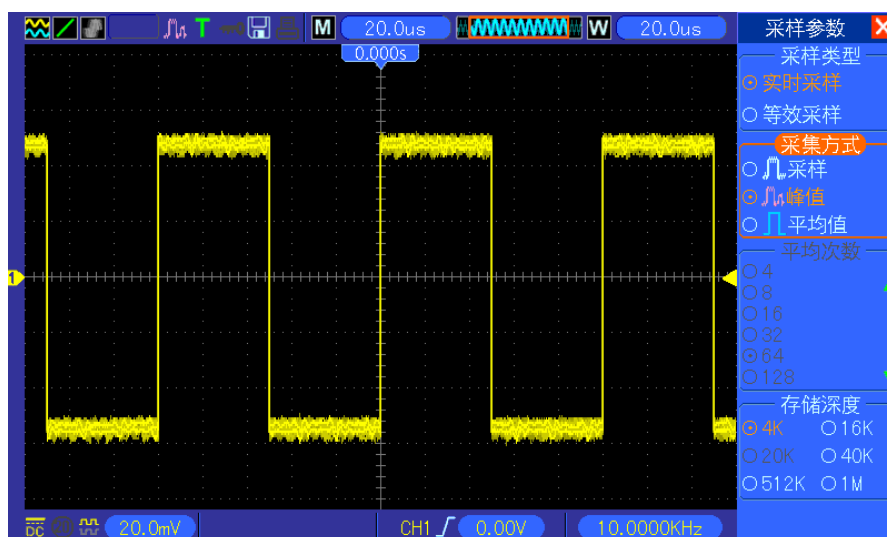 T M 20.0us W 20.0us
0.000s
1
DC 20.0mV CH1 0.00V 10.0000KHz
采样参数 X
采样类型
实时采样
等效采样
采集方式
采样
峰值
平均值
平均次数
4
8
16
32
64
128
存储深度
4K 16K
20K 40K
512K 1M